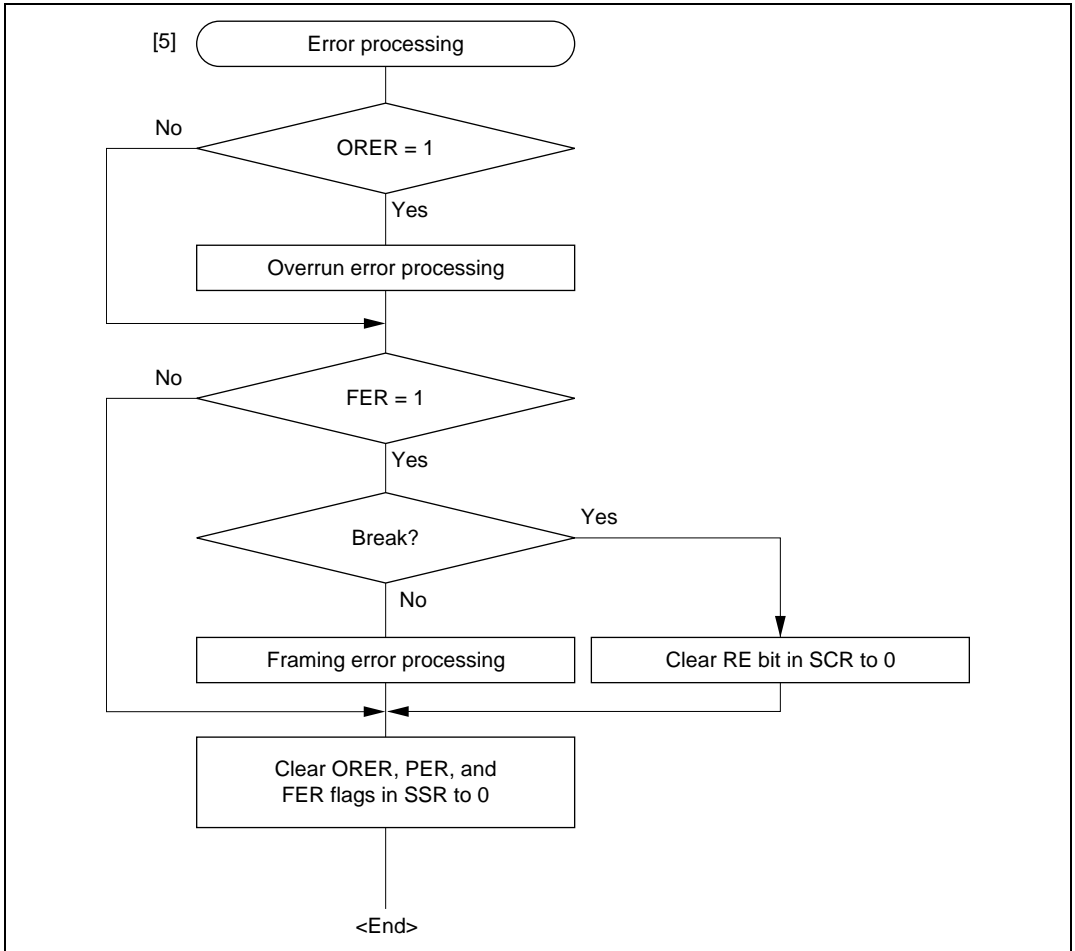 [5] Error processing
No
ORER = 1
Yes
Overrun error processing
No
FER = 1
Yes
Break?
Yes
No
Framing error processing
Clear RE bit in SCR to 0
Clear ORER, PER, and
FER flags in SSR to 0
<End>